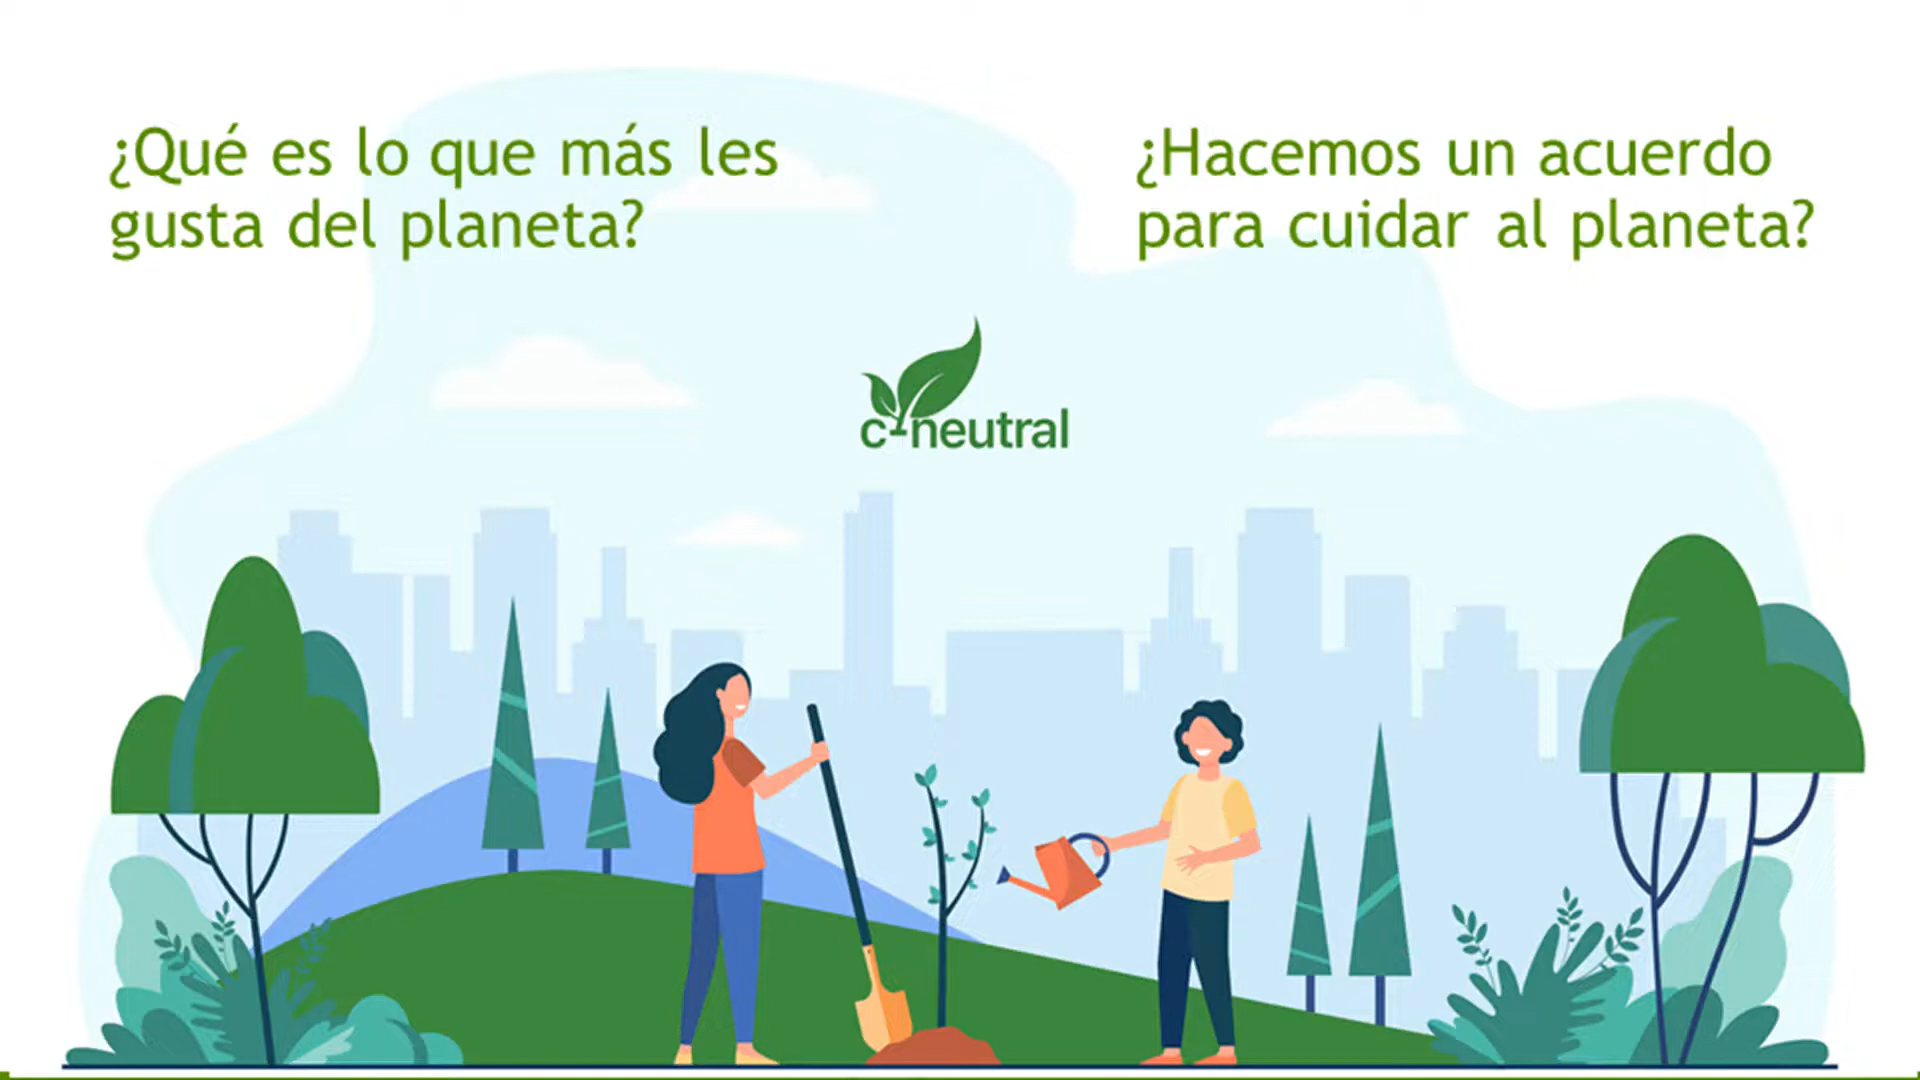 ¿Qué es lo que más les
gusta del planeta?
¿Hacemos un acuerdo
para cuidar al planeta?
c-neutral